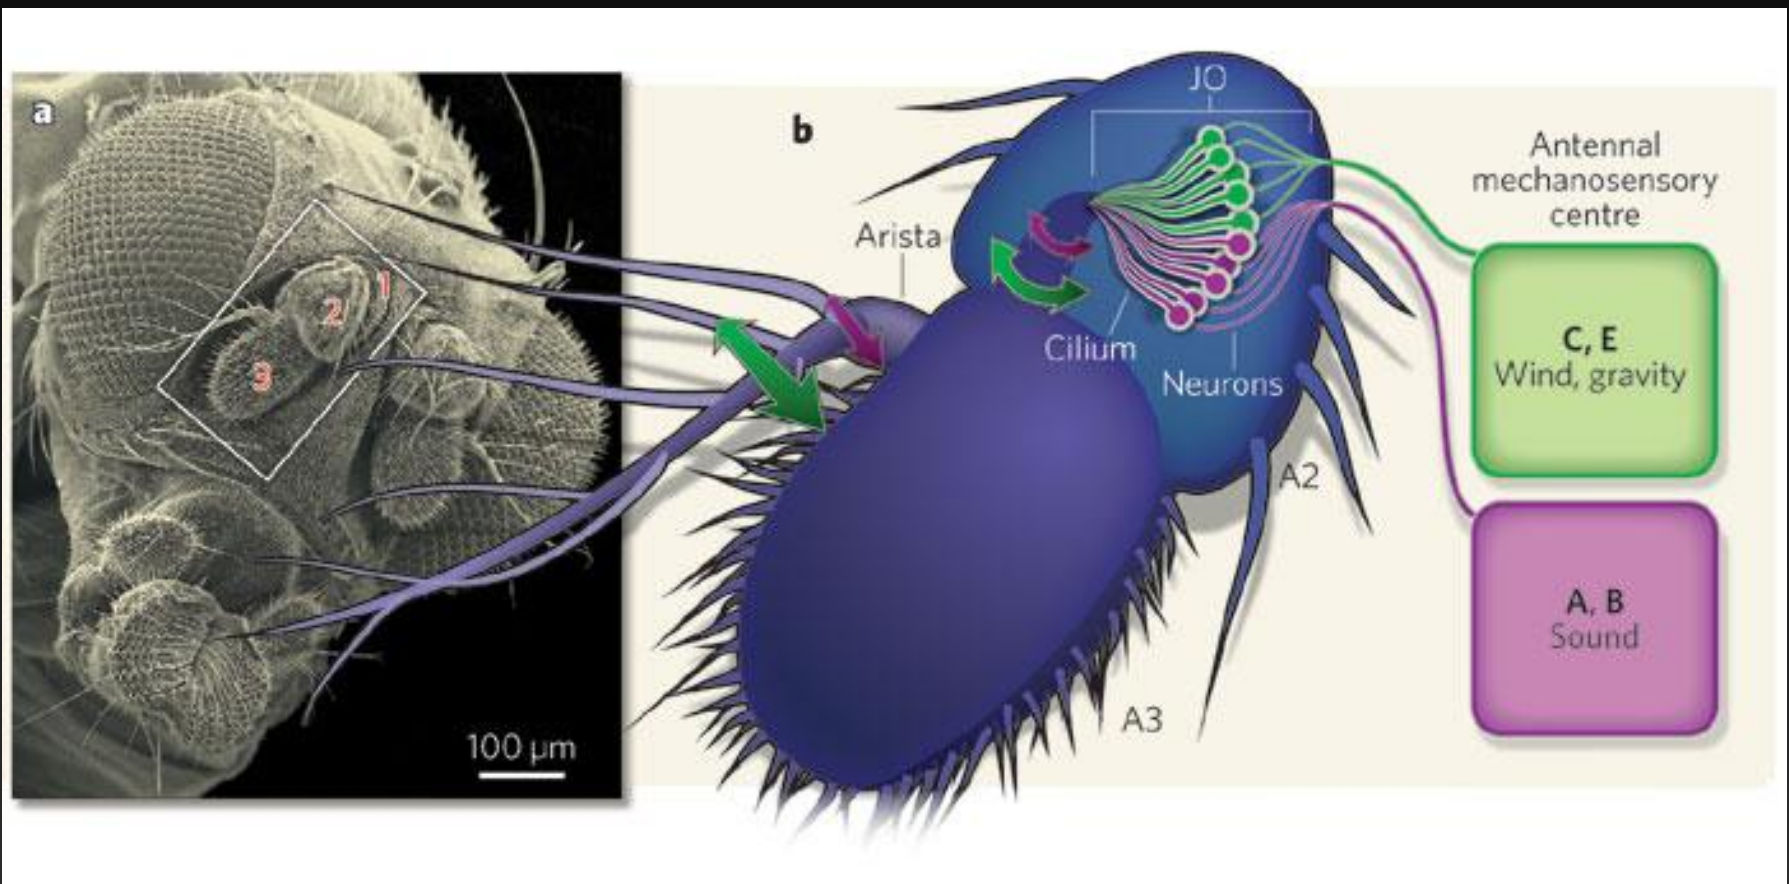 a
1
2
3
100 µm
b
JO
Arista
Cilium
Neurons
A2
A3
Antennal
mechanosensory
centre
C, E
Wind, gravity
A, B
Sound